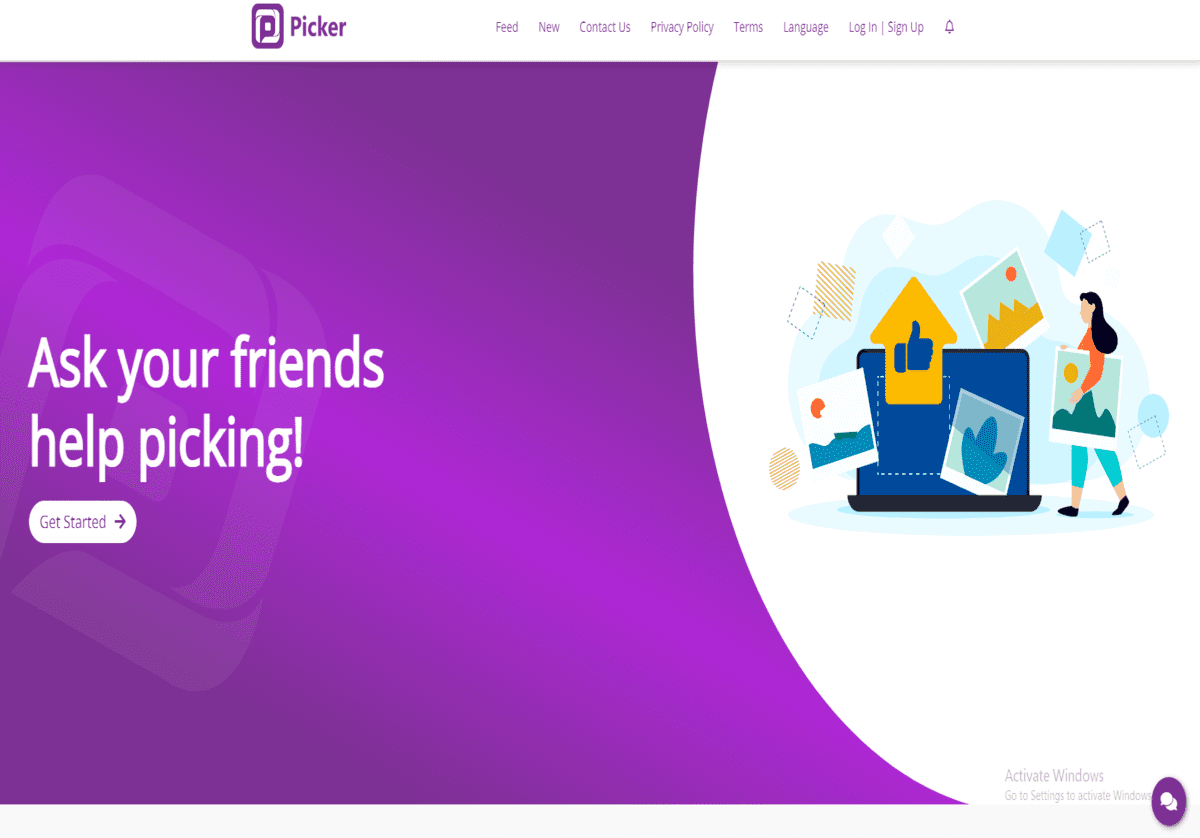 Picker
Feed New Contact Us Privacy Policy Terms Language Log In | Sign Up
Ask your friends
help picking!
Get Started
Activate Windows
Go to Settings to activate Windows